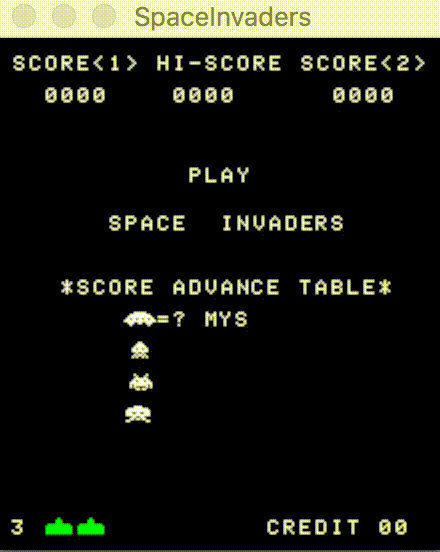 SpaceInvaders
SCORE<1> HI-SCORE SCORE<2>
0000 0000 0000
PLAY
SPACE INVADERS
*SCORE ADVANCE TABLE*
=? MYS
3 CREDIT 00